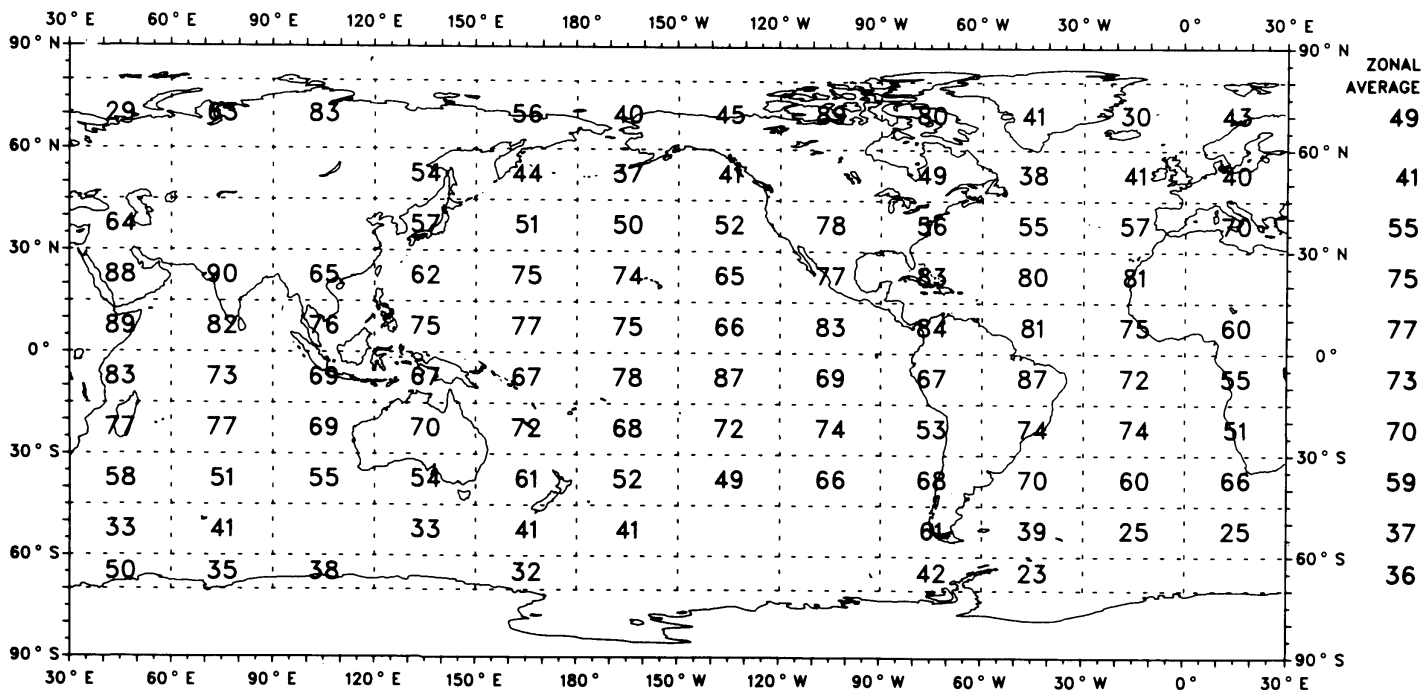 30° E 60° E 90° E 120° E 150° E 180° 150° W 120° W 90° W 60° W 30° W 0° 30° E
90° N 90° N
ZONAL
AVERAGE
29 63 83 56 40 45 89 80 41 30 43 49
60° N 60° N
54 44 37 41 49 38 41 40 41
64 57 51 50 52 78 56 55 57 70 55
30° N 30° N
88 90 65 62 75 74 65 77 83 80 81 75
89 82 76 75 77 75 66 83 84 81 75 60 77
0° 0°
83 73 69 67 67 78 87 69 67 87 72 55 73
77 77 69 70 72 68 72 74 53 74 74 51 70
30° S 30° S
58 51 55 54 61 52 49 66 68 70 60 66 59
33 41 33 41 41 61 39 25 25 37
60° S 60° S
50 35 38 32 42 23 36
90° S 90° S
30° E 60° E 90° E 120° E 150° E 180° 150° W 120° W 90° W 60° W 30° W 0° 30° E